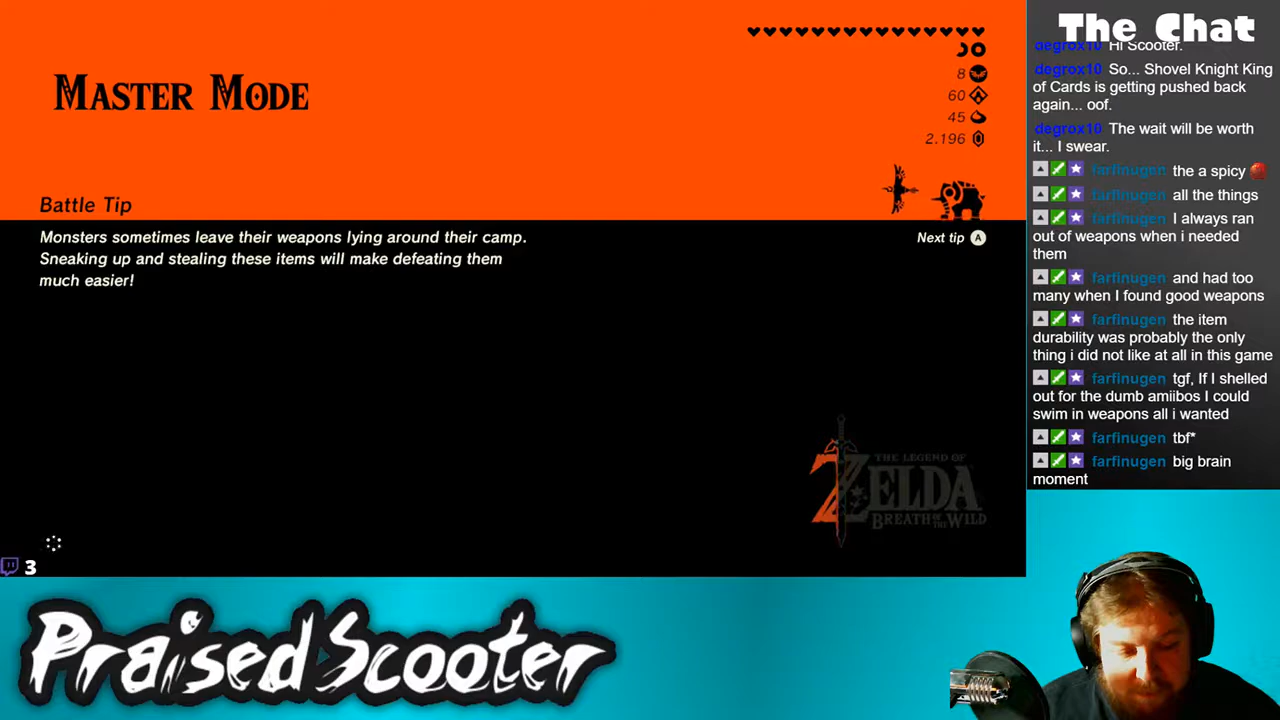 Master Mode
8
60
45
2.196
Battle Tip
Monsters sometimes leave their weapons lying around their camp.
Sneaking up and stealing these items will make defeating them
much easier!
Next tip A
THE LEGEND OF
ZELDA
BREATH OF THE WILD
3
PraisedScooter
The Chat
degrox10 Hi Scooter.
degrox10 So... Shovel Knight King
of Cards is getting pushed back
again... oof.
degrox10 The wait will be worth
it... I swear.
farfinugen the a spicy
farfinugen all the things
farfinugen I always ran
out of weapons when i needed
them
farfinugen and had too
many when I found good weapons
farfinugen the item
durability was probably the only
thing i did not like at all in this game
farfinugen tgf, If I shelled
out for the dumb amiibos I could
swim in weapons all i wanted
farfinugen tbf*
farfinugen big brain
moment